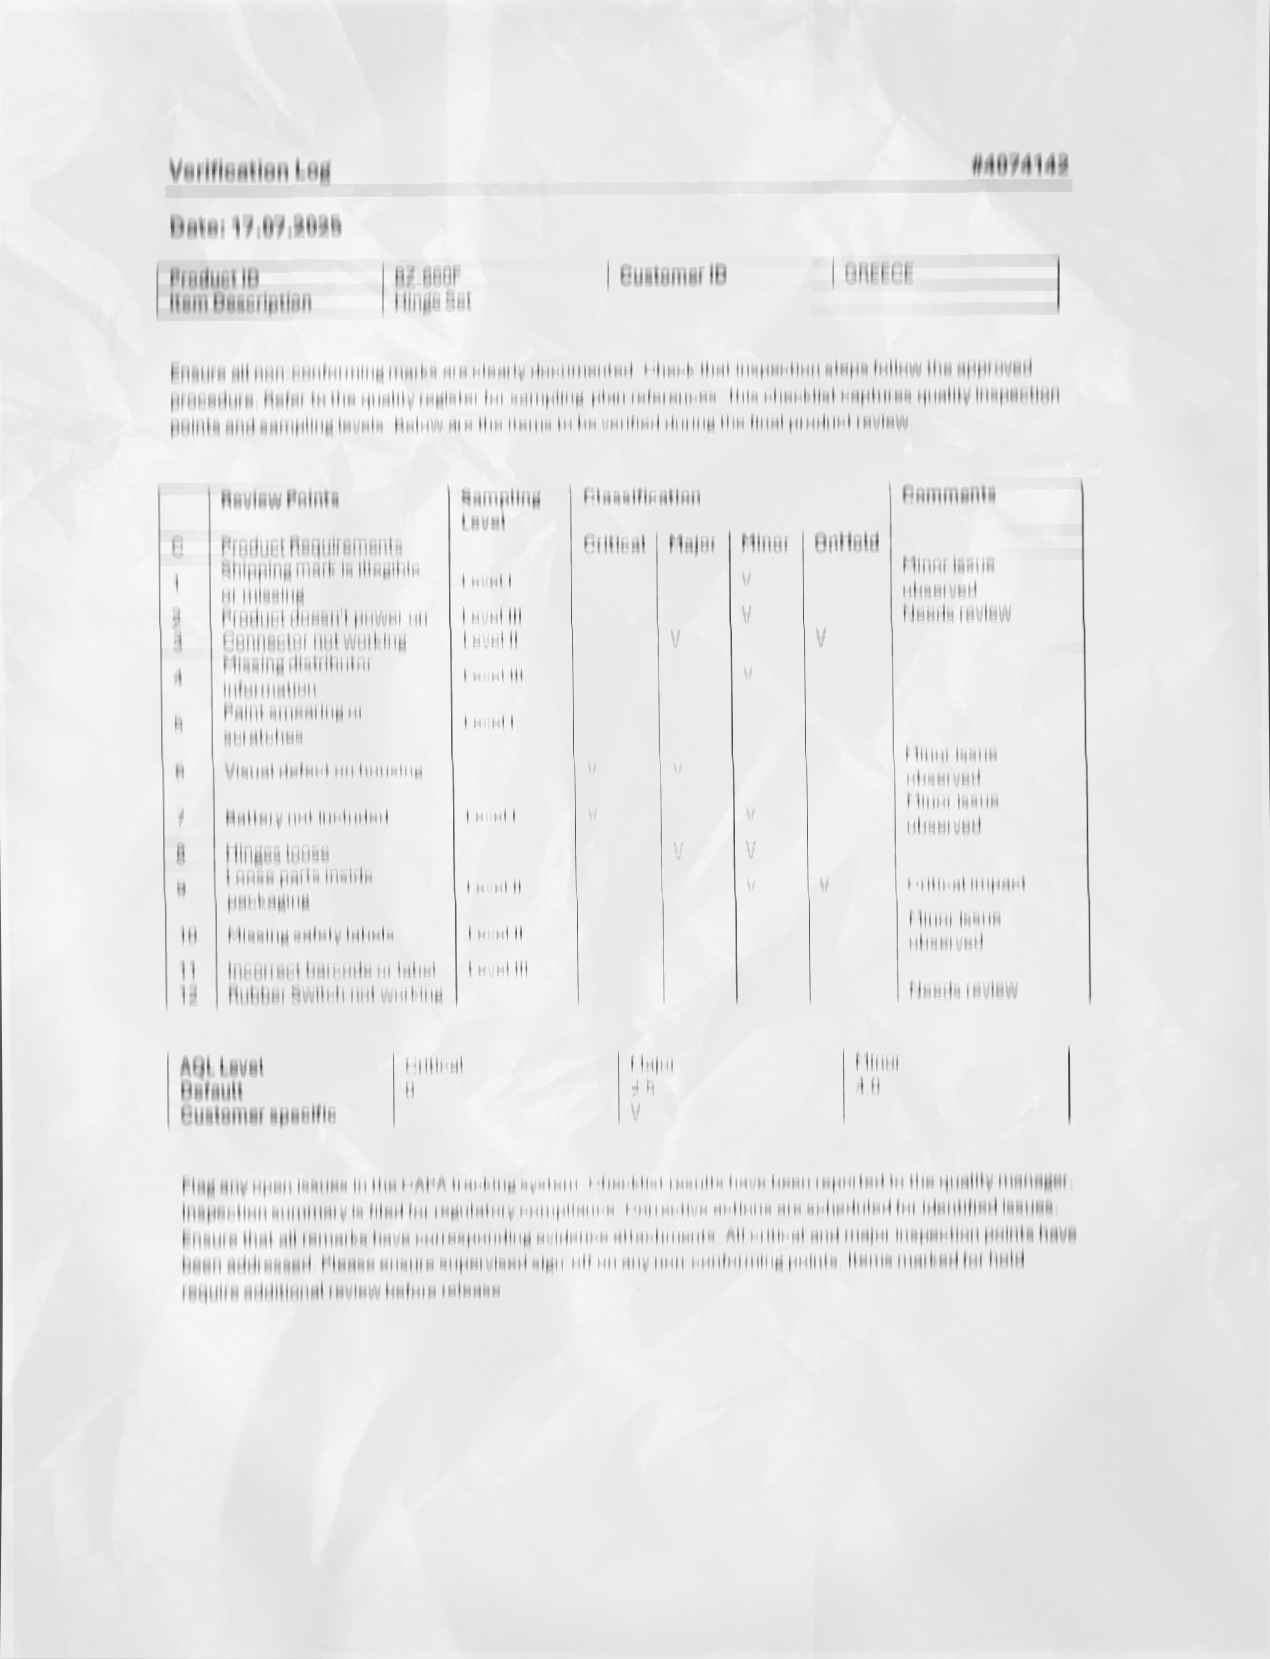 Verification Log #4074142
Date: 17.07.2025
Product ID Customer ID GREECE
Item Description Hinge Set
Ensure all non-conforming marks are clearly documented. Check that inspection steps follow the approved
procedure. Refer to the quality register for sampling plan references. This checklist captures quality inspection
points and sampling levels. Below are the items to be verified during the final product review.
Review Points Sampling Level Classification Comments
Critical Major Minor OnHold
C Product Requirements
1 Shipping mark is illegible or missing Level I V Minor issue observed
2 Product doesn't power on Level III V Needs review
3 Connector not working Level II V V
4 Missing distributor information Level III V
5 Paint smearing or scratches Level I
6 Visual defect on housing V V Minor issue observed
7 Battery not included Level I V V Minor issue observed
8 Hinges loose V V
9 Loose parts inside packaging Level II V V Critical impact
10 Missing safety labels Level II Minor issue observed
11 Incorrect barcode or label Level III
12 Rubber Switch not working Needs review
AQL Level Critical Major Minor
Default 0 2.5 4.0
Customer specific V
Flag any open issues in the CAPA tracking system. Checklist results have been reported to the quality manager.
Inspection summary is filed for regulatory compliance. Corrective actions are scheduled for identified issues.
Ensure that all remarks have corresponding evidence attachments. All critical and major inspection points have
been addressed. Please ensure supervised sign-off on any non-conforming points. Items marked for hold
require additional review before release.